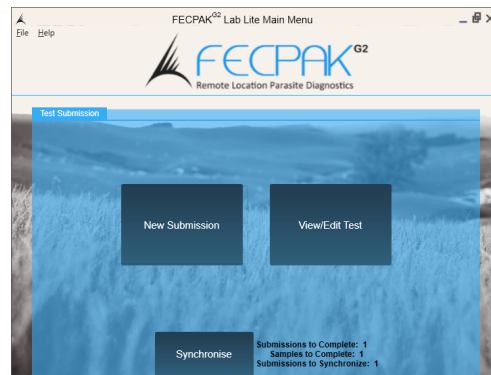 FECPAKG2 Lab Lite Main Menu
File Help
FECPAK G2
Remote Location Parasite Diagnostics
Test Submission
New Submission View/Edit Test
Synchronise
Submissions to Complete: 1
Samples to Complete: 1
Submissions to Synchronize: 1